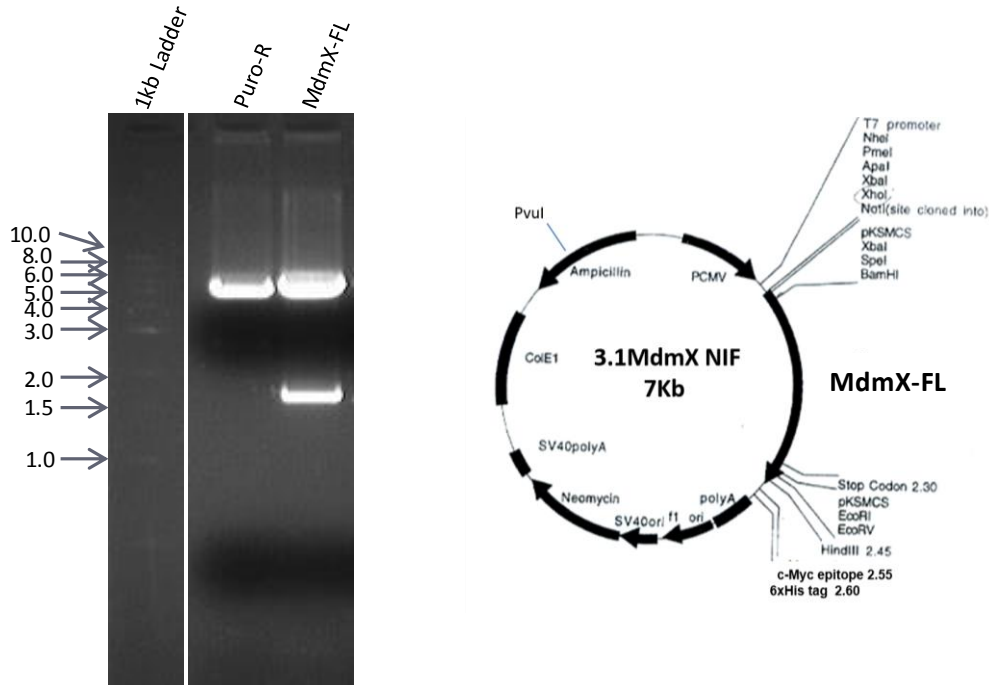 1kb Ladder
Puro-R
MdmX-FL
10.0
8.0
6.0
5.0
4.0
3.0
2.0
1.5
1.0
T7 promoter
NheI
PmeI
ApaI
XbaI
XhoI
NotI(site cloned into)
pKSMCS
XbaI
SpeI
BamHI
PvuI
Ampicillin
PCMV
ColE1
3.1MdmX NIF
7Kb
MdmX-FL
SV40polyA
Neomycin
SV40ori
f1 ori
polyA
Stop Codon 2.30
pKSMCS
EcoRI
EcoRV
HindIII 2.45
c-Myc epitope 2.55
6xHis tag 2.60